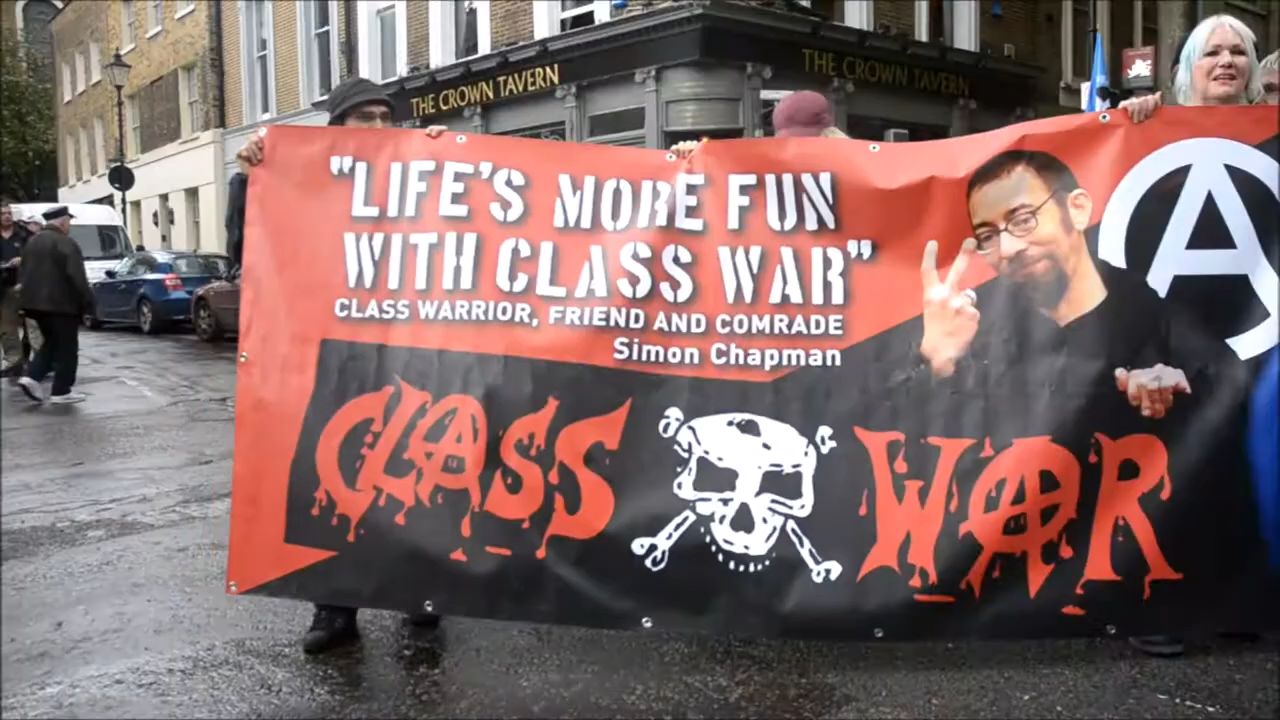 THE CROWN TAVERN
THE CROWN TAVERN
"LIFE'S MORE FUN
WITH CLASS WAR"
CLASS WARRIOR, FRIEND AND COMRADE
Simon Chapman
CLASS WAR